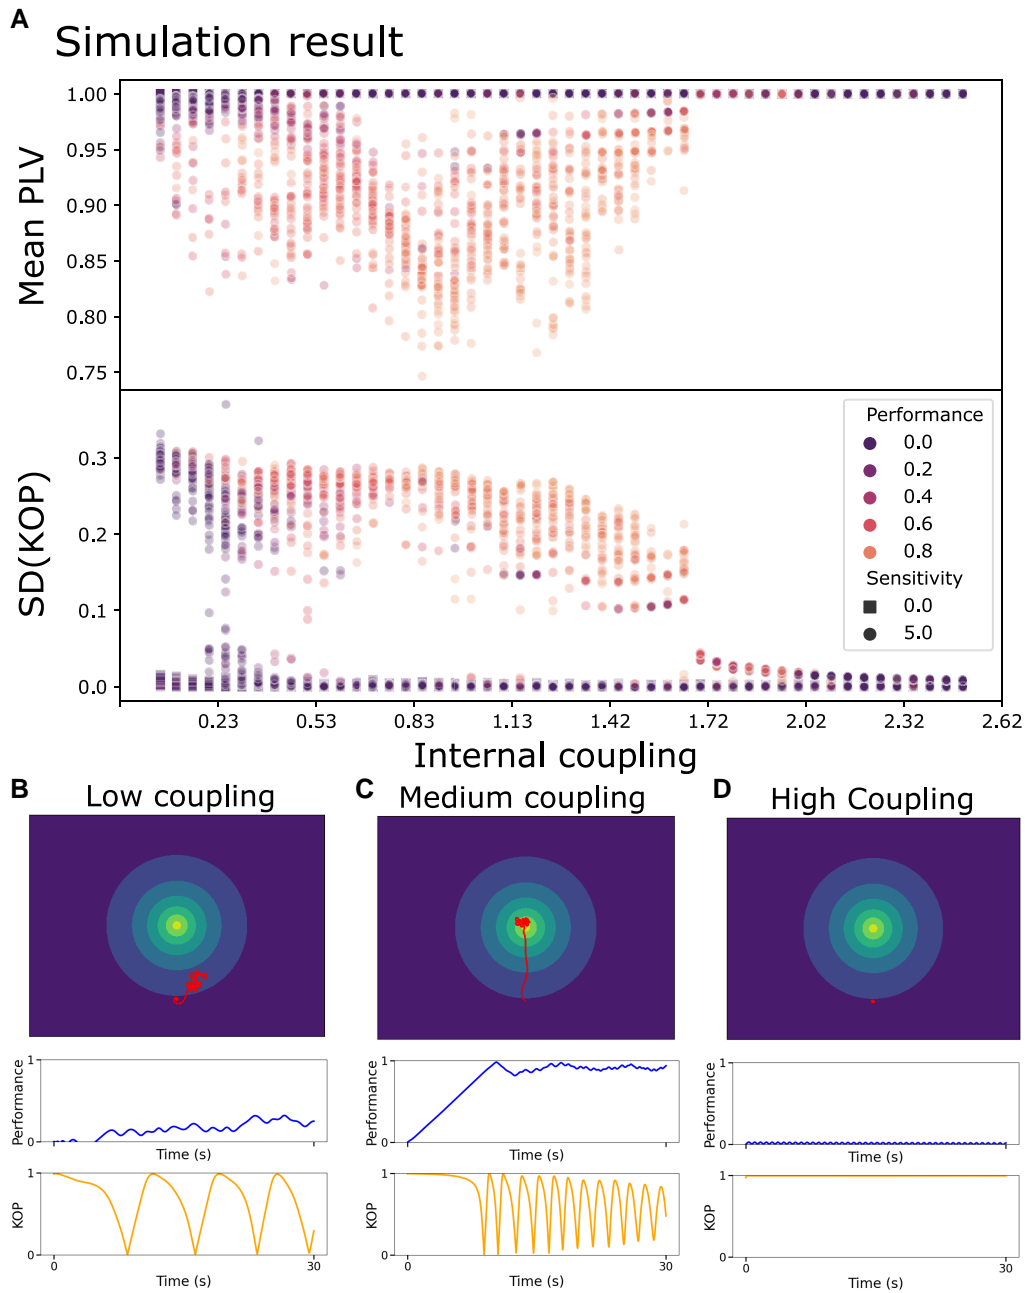 A
Simulation result
Mean PLV
1.00
0.95
0.90
0.85
0.80
0.75
SD(KOP)
0.3
0.2
0.1
0.0
Performance
0.0
0.2
0.4
0.6
0.8
Sensitivity
0.0
5.0
0.23 0.53 0.83 1.13 1.42 1.72 2.02 2.32 2.62
Internal coupling
B
Low coupling
Performance
1
0
Time (s)
KOP
1
0
0 30
Time (s)
C
Medium coupling
Performance
1
0
Time (s)
KOP
1
0
0 30
Time (s)
D
High Coupling
Performance
1
0
Time (s)
KOP
1
0
0 30
Time (s)